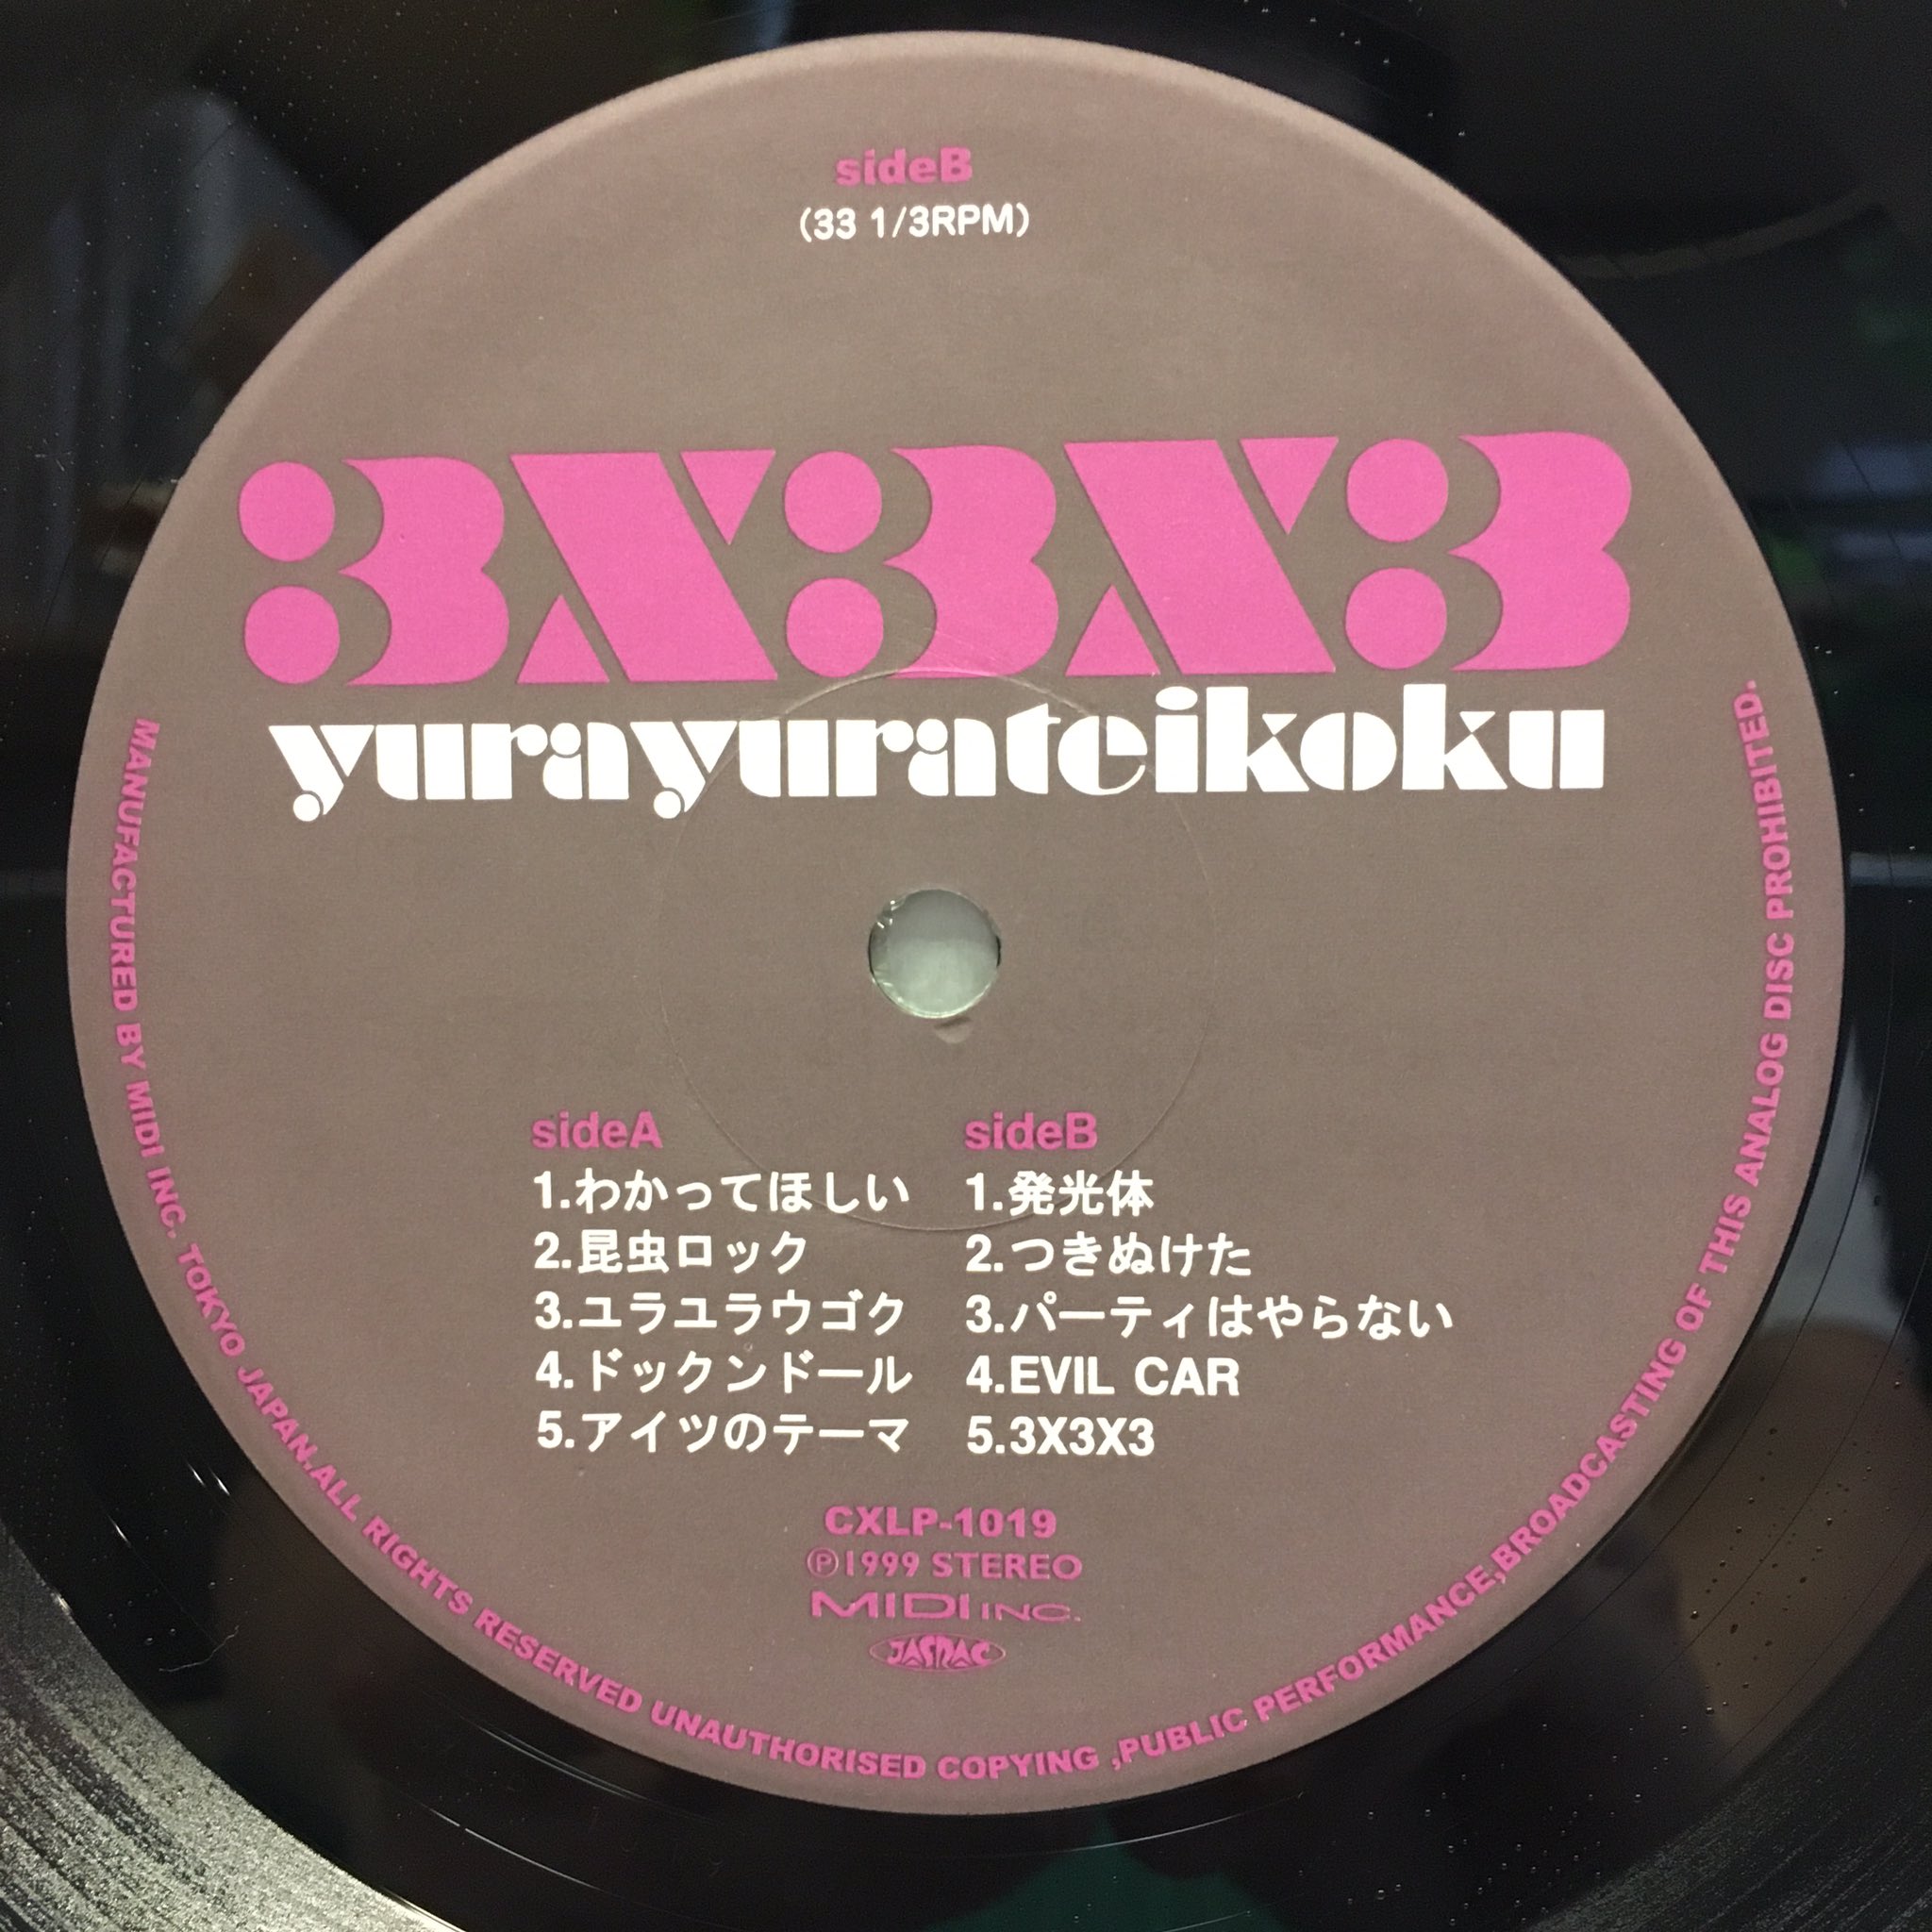 sideB
(33 1/3RPM)
3X3X3
yurayurateikoku
sideA
1.わかってほしい
2.昆虫ロック
3.ユラユラウゴク
4.ドックンドール
5.アイツのテーマ
sideB
1.発光体
2.つきぬけた
3.パーティはやらない
4.EVIL CAR
5.3X3X3
CXLP-1019
Ⓟ1999 STEREO
MIDI INC.
JASRAC
MANUFACTURED BY MIDI INC. TOKYO JAPAN.ALL RIGHTS RESERVED UNAUTHORISED COPYING ,PUBLIC PERFORMANCE,BROADCASTING OF THIS ANALOG DISC PROHIBITED.